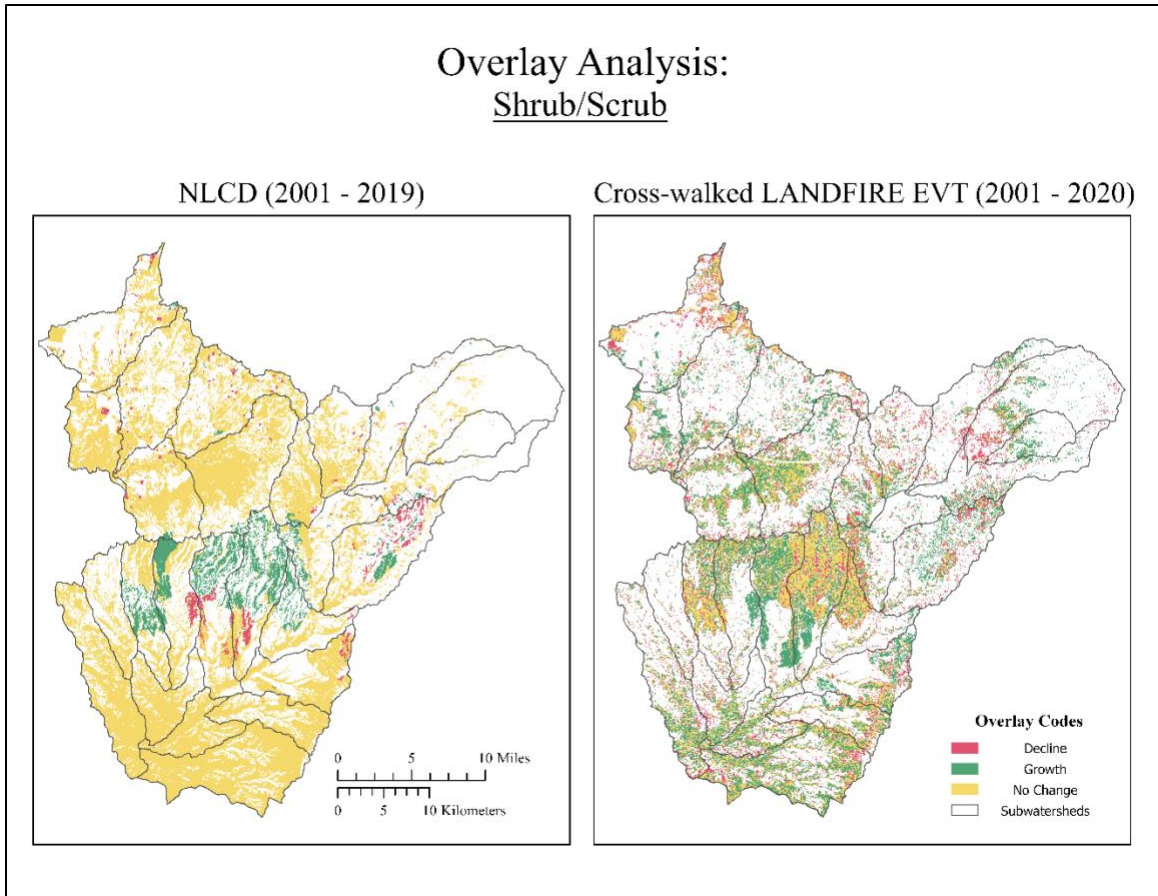 Overlay Analysis:
Shrub/Scrub
NLCD (2001 - 2019)
Cross-walked LANDFIRE EVT (2001 - 2020)
0 5 10 Miles
0 5 10 Kilometers
Overlay Codes
Decline
Growth
No Change
Subwatersheds